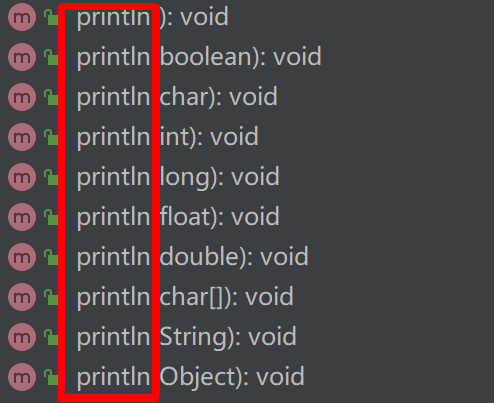 m println(): void
m println(boolean): void
m println(char): void
m println(int): void
m println(long): void
m println(float): void
m println(double): void
m println(char[]): void
m println(String): void
m println(Object): void